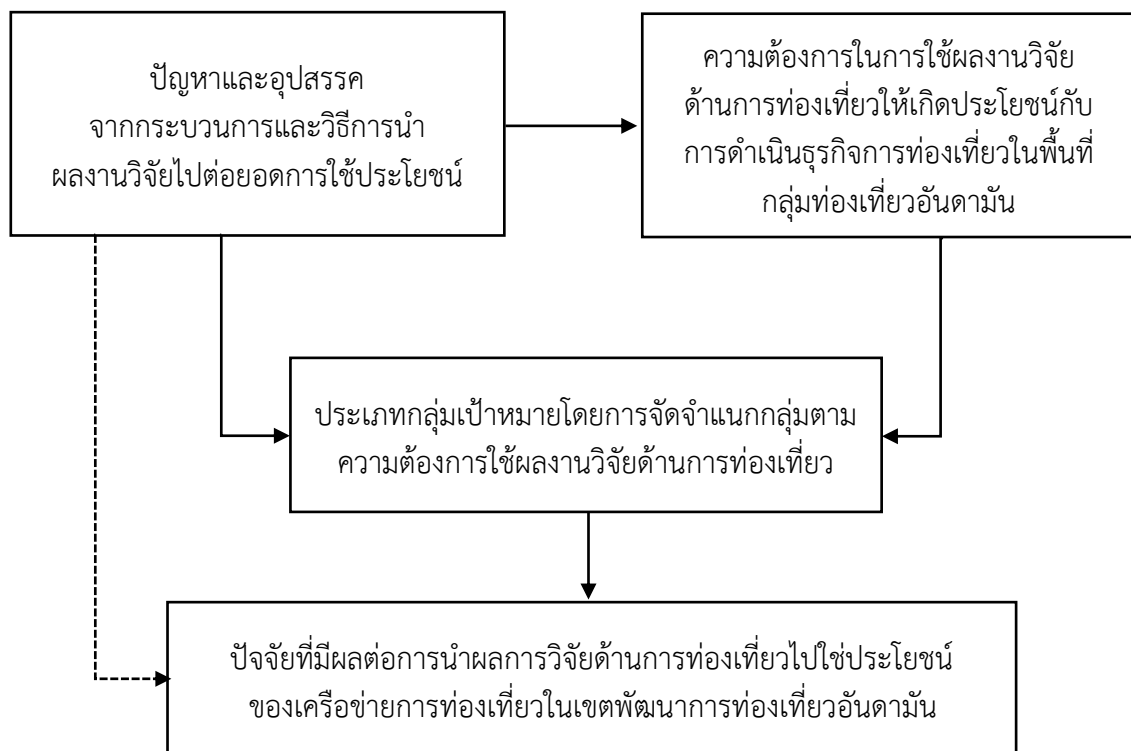 ปัญหาและอุปสรรค
จากกระบวนการและวิธีการนำ
ผลงานวิจัยไปต่อยอดการใช้ประโยชน์
ความต้องการในการใช้ผลงานวิจัย
ด้านการท่องเที่ยวให้เกิดประโยชน์กับ
การดำเนินธุรกิจการท่องเที่ยวในพื้นที่
กลุ่มท่องเที่ยวอันดามัน
ประเภทกลุ่มเป้าหมายโดยการจัดจำแนกกลุ่มตาม
ความต้องการใช้ผลงานวิจัยด้านการท่องเที่ยว
ปัจจัยที่มีผลต่อการนำผลการวิจัยด้านการท่องเที่ยวไปใช่ประโยชน์
ของเครือข่ายการท่องเที่ยวในเขตพัฒนาการท่องเที่ยวอันดามัน